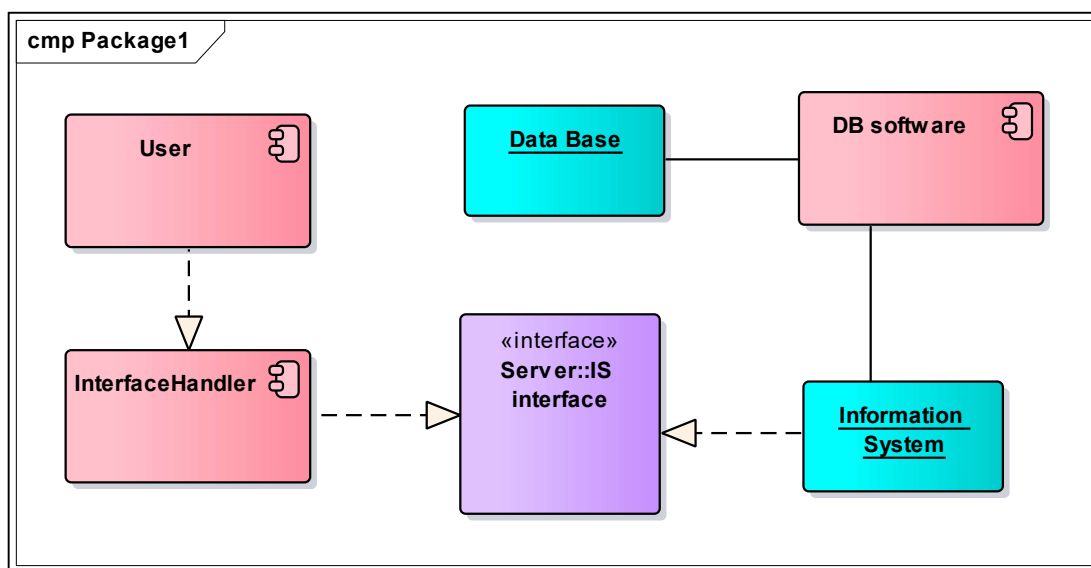 cmp Package1
User
Data Base
DB software
InterfaceHandler
«interface»
Server::IS
interface
Information
System